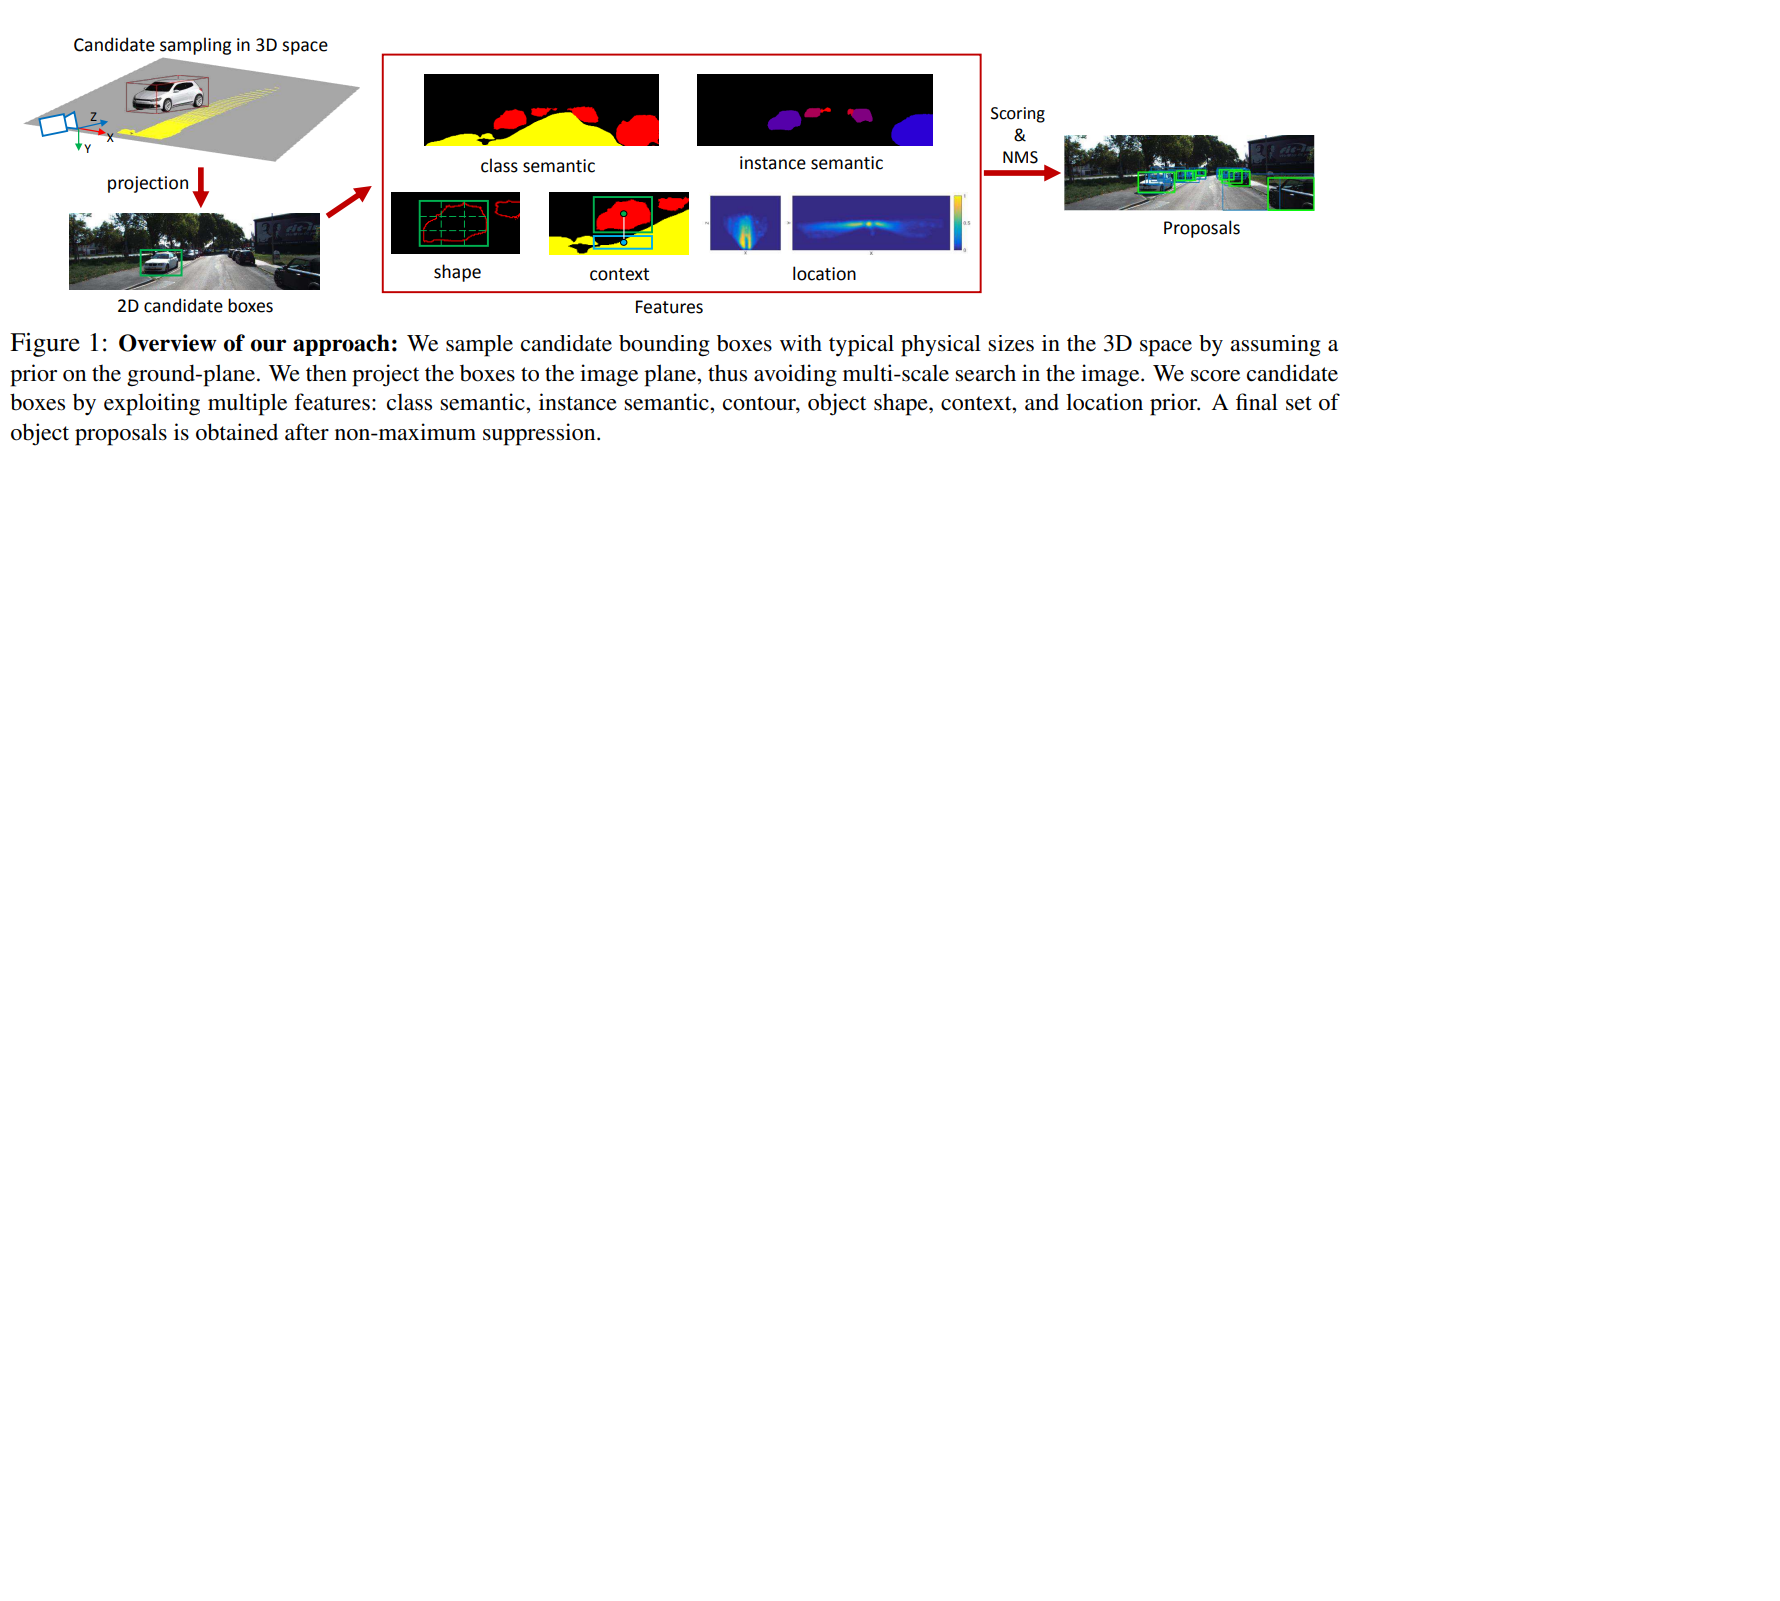 Candidate sampling in 3D space
Z
X
Y
projection
2D candidate boxes
class semantic
instance semantic
shape
context
location
Features
Scoring
&
NMS
Proposals
Figure 1: Overview of our approach: We sample candidate bounding boxes with typical physical sizes in the 3D space by assuming a
prior on the ground-plane. We then project the boxes to the image plane, thus avoiding multi-scale search in the image. We score candidate
boxes by exploiting multiple features: class semantic, instance semantic, contour, object shape, context, and location prior. A final set of
object proposals is obtained after non-maximum suppression.